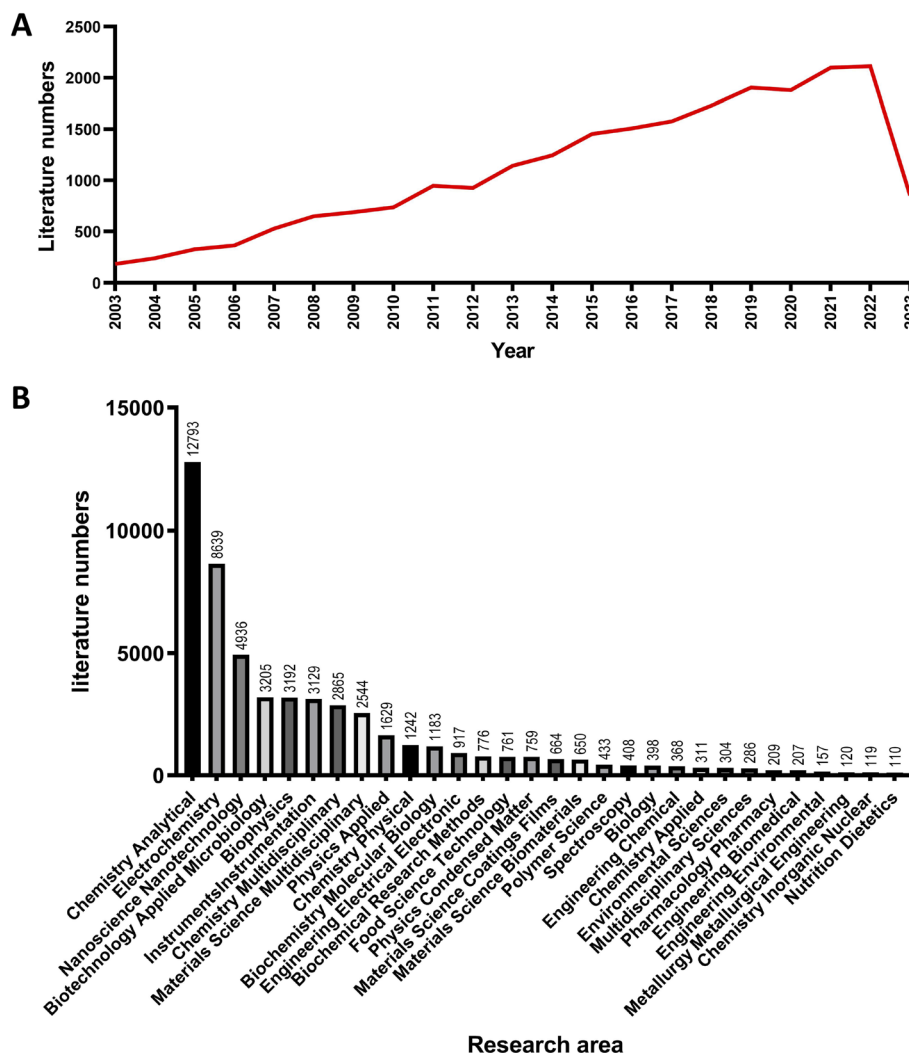 A
Literature numbers
2500
2000
1500
1000
500
0
2003
2004
2005
2006
2007
2008
2009
2010
2011
2012
2013
2014
2015
2016
2017
2018
2019
2020
2021
2022
Year
B
literature numbers
15000
10000
5000
0
12793
8639
4936
3205
3192
3129
2865
2544
1629
1242
1183
917
776
761
759
664
650
433
408
398
368
311
304
286
209
207
157
120
119
110
Chemistry Analytical
Electrochemistry
Nanoscience Nanotechnology
Biotechnology Applied Microbiology
Biophysics
InstrumentsInstrumentation
Chemistry Multidisciplinary
Materials Science Multidisciplinary
Physics Applied
Chemistry Physical
Biochemistry Molecular Biology
Engineering Electrical Electronic
Biochemical Research Methods
Food Science Technology
Physics Condensed Matter
Materials Science Coatings Films
Materials Science Biomaterials
Polymer Science
Spectroscopy
Biology
Engineering Chemical
Chemistry Applied
Environmental Sciences
Multidisciplinary Sciences
Pharmacology Pharmacy
Engineering Biomedical
Engineering Environmental
Metallurgy Metallurgical Engineering
Chemistry Inorganic Nuclear
Nutrition Dietetics
Research area